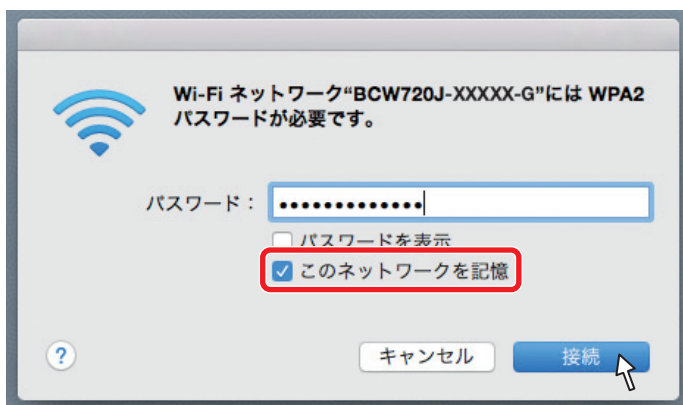 Wi-Fi ネットワーク“BCW720J-XXXXX-G”には WPA2
パスワードが必要です。
パスワード： •••••••••••••
パスワードを表示
このネットワークを記憶
? キャンセル 接続